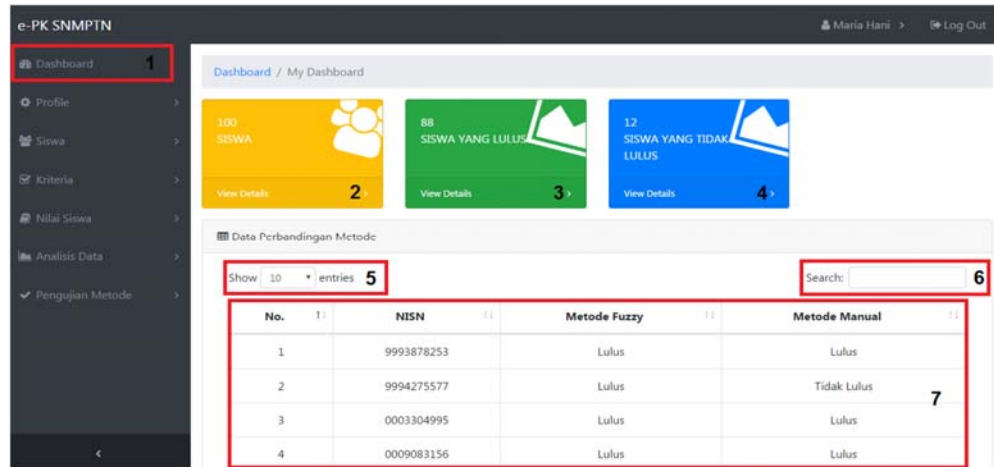 e-PK SNMPTN
Maria Hani > Log Out
Dashboard 1
Profile >
Siswa >
Kriteria >
Nilai Siswa >
Analisis Data >
Pengujian Metode >
<
Dashboard / My Dashboard
100
SISWA
View Details 2 >
88
SISWA YANG LULUS
View Details 3 >
12
SISWA YANG TIDAK
LULUS
View Details 4 >
Data Perbandingan Metode
Show 10 entries 5
Search: 6
No. NISN Metode Fuzzy Metode Manual
1 9993878253 Lulus Lulus
2 9994275577 Lulus Tidak Lulus
7
3 0003304995 Lulus Lulus
4 0009083156 Lulus Lulus